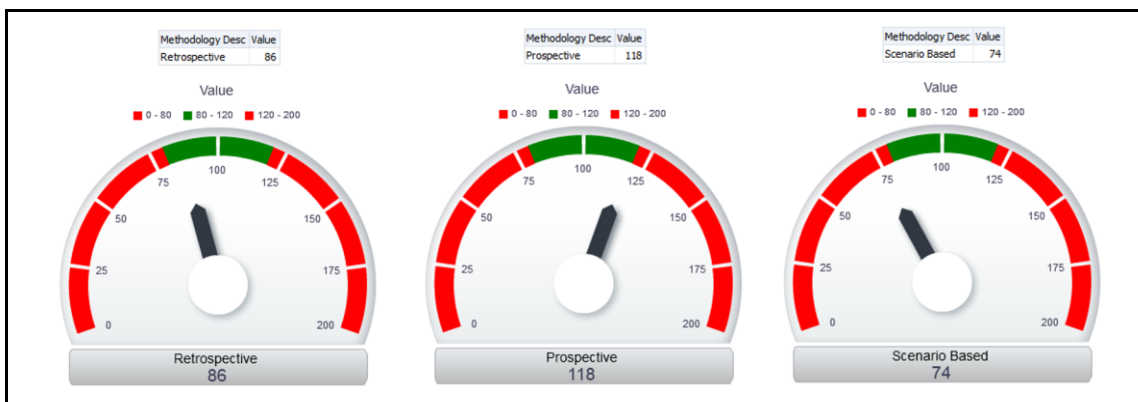 Methodology Desc Value
Retrospective 86
Value
0 - 80 80 - 120 120 - 200
0 25 50 75 100 125 150 175 200
Retrospective
86
Methodology Desc Value
Prospective 118
Value
0 - 80 80 - 120 120 - 200
0 25 50 75 100 125 150 175 200
Prospective
118
Methodology Desc Value
Scenario Based 74
Value
0 - 80 80 - 120 120 - 200
0 25 50 75 100 125 150 175 200
Scenario Based
74